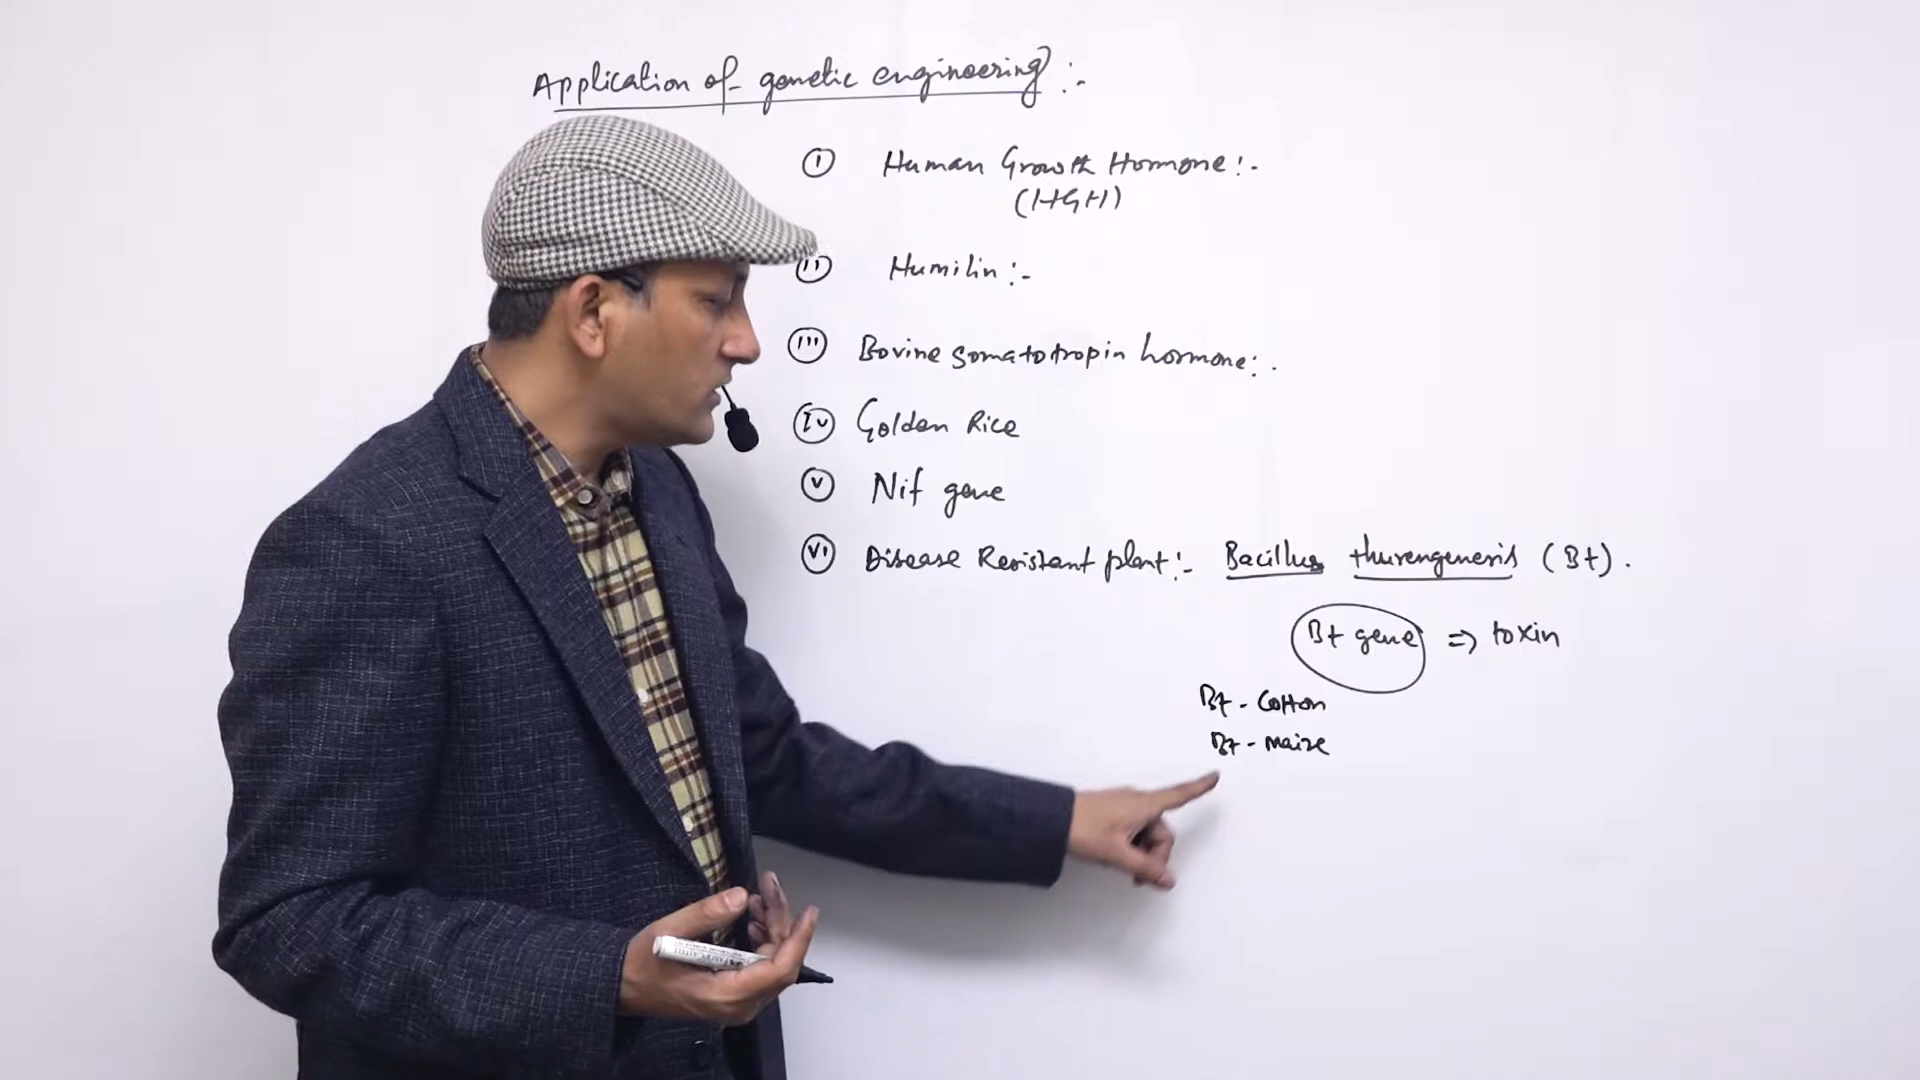 Application of genetic engineering :-
(i) Human Growth Hormone :-
(HGH)
(ii) Humilin :-
(iii) Bovine somatotropin hormone :.
(iv) Golden Rice
(v) Nif gene
(vi) Disease Resistant plant :- Bacillus thurengenesis (Bt).
Bt gene => toxin
Bt - Cotton
Bt - maize